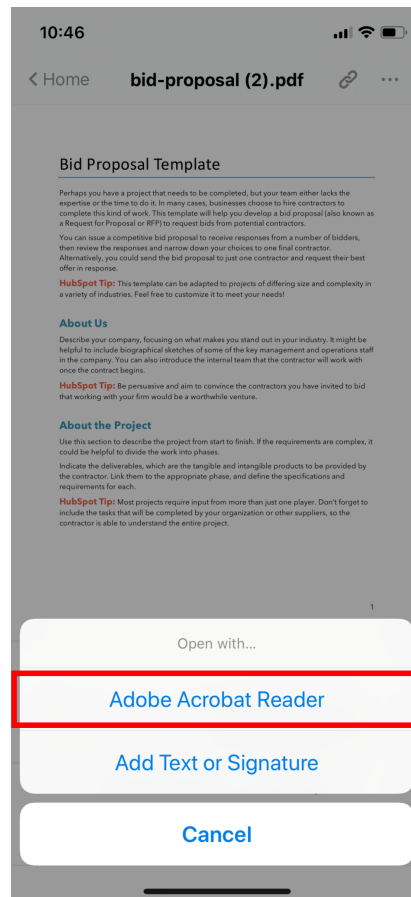 10:46
Home bid-proposal (2).pdf ...
Bid Proposal Template
Perhaps you have a project that needs to be completed, but your team either lacks the
expertise or the time to do it. In many cases, businesses choose to hire contractors to
complete this kind of work. This template will help you develop a bid proposal (also known as
a Request for Proposal or RFP) to request bids from potential contractors.
You can issue a competitive bid proposal to receive responses from a number of bidders,
then review the responses and narrow down your choices to one final contractor.
Alternatively, you could send the bid proposal to just one contractor and request their best
offer in response.
HubSpot Tip: This template can be adapted to projects of differing size and complexity in
a variety of industries. Feel free to customize it to meet your needs!
About Us
Describe your company, focusing on what makes you stand out in your industry. It might be
helpful to include biographical sketches of some of the key management and operations staff
in the company. You can also introduce the internal team that the contractor will work with
once the contract begins.
HubSpot Tip: Be persuasive and aim to convince the contractors you have invited to bid
that working with your firm would be a worthwhile venture.
About the Project
Use this section to describe the project from start to finish. If the requirements are complex, it
could be helpful to divide the work into phases.
Indicate the deliverables, which are the tangible and intangible products to be provided by
the contractor. Link them to the appropriate phase, and define the specifications and
requirements for each.
HubSpot Tip: Most projects require input from more than just one player. Don't forget to
include the tasks that will be completed by your organization or other suppliers, so the
contractor is able to understand the entire project.
1
Open with...
Adobe Acrobat Reader
Add Text or Signature
Cancel